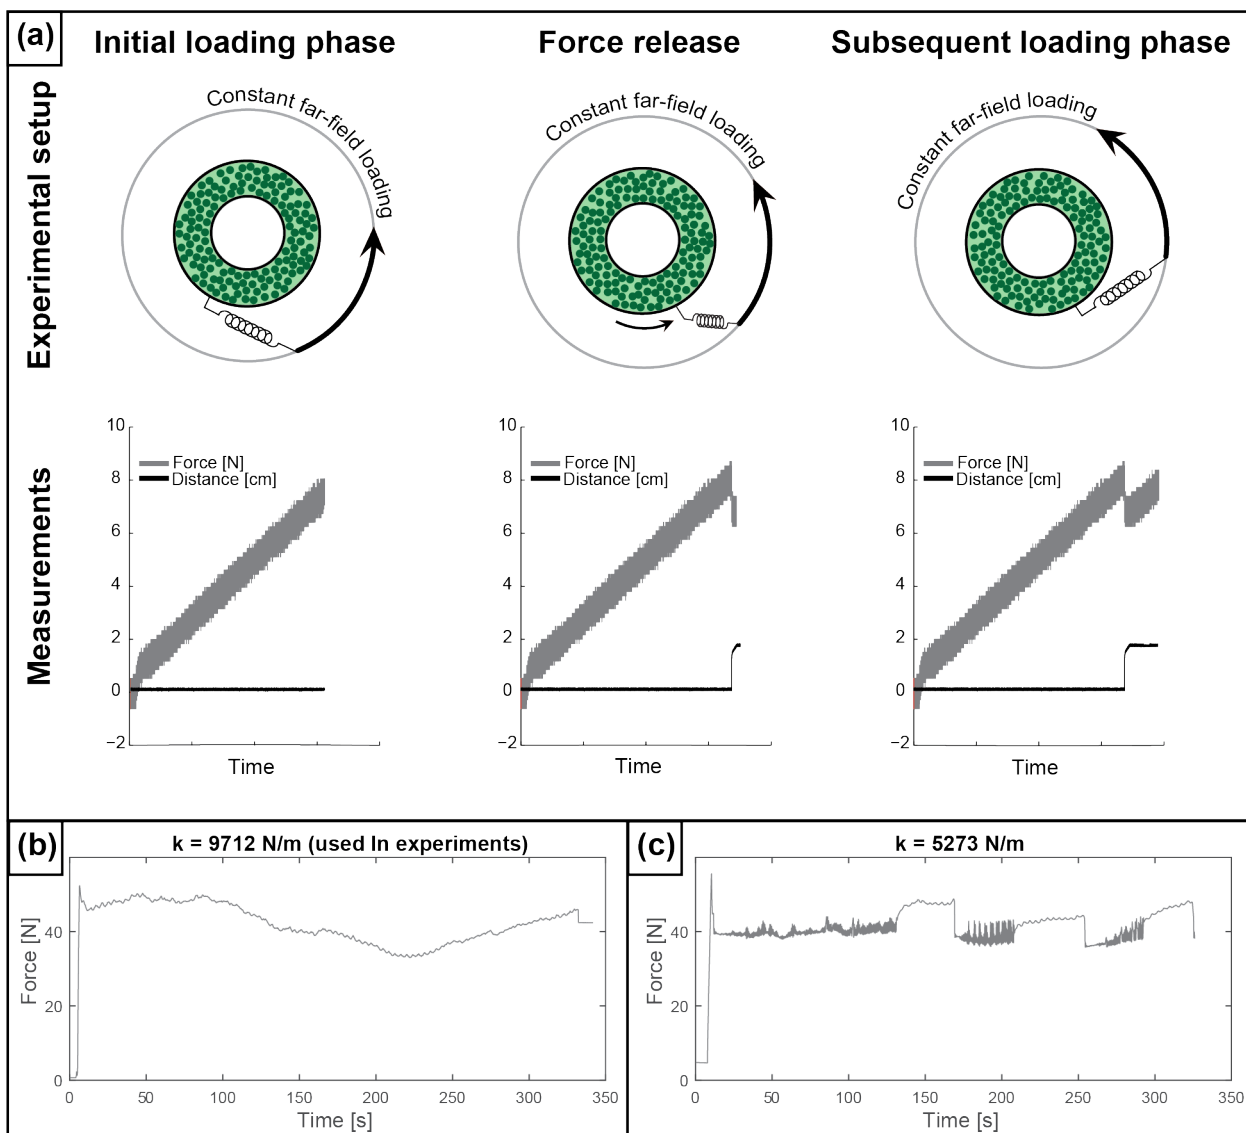 (a)
Initial loading phase
Force release
Subsequent loading phase
Experimental setup
Constant far-field loading
Constant far-field loading
Constant far-field loading
Measurements
10
8
6
4
2
0
−2
Force [N]
Distance [cm]
Time
10
8
6
4
2
0
−2
Force [N]
Distance [cm]
Time
10
8
6
4
2
0
−2
Force [N]
Distance [cm]
Time
(b)
k = 9712 N/m (used In experiments)
Force [N]
40
20
0
0 50 100 150 200 250 300 350
Time [s]
(c)
k = 5273 N/m
Force [N]
40
20
0
0 50 100 150 200 250 300 350
Time [s]